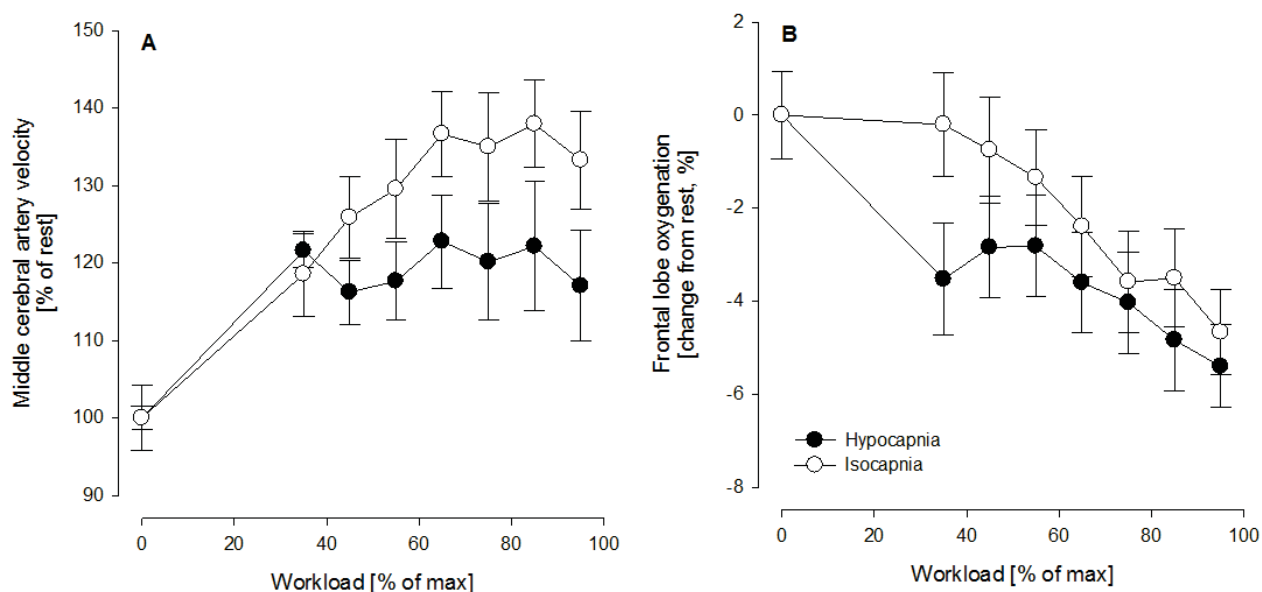 A
Middle cerebral artery velocity
[% of rest]
150
140
130
120
110
100
90
0 20 40 60 80 100
Workload [% of max]
B
Frontal lobe oxygenation
[change from rest, %]
2
0
-2
-4
-6
-8
Hypocapnia
Isocapnia
0 20 40 60 80 100
Workload [% of max]